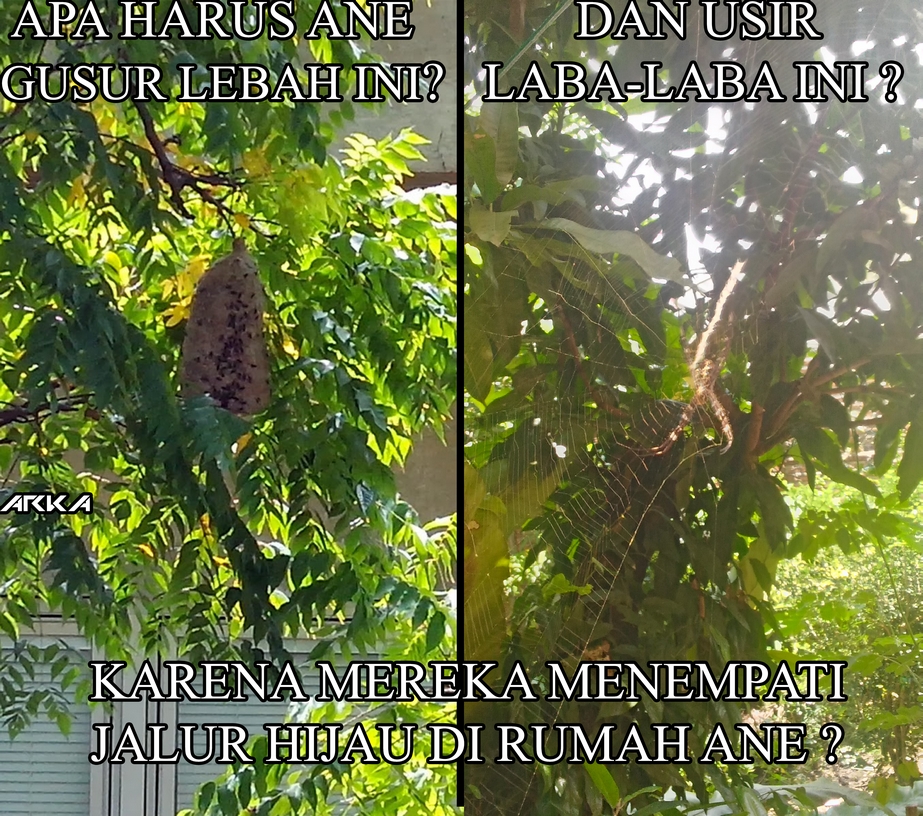 APA HARUS ANE
GUSUR LEBAH INI?
DAN USIR
LABA-LABA INI ?
ARKA
KARENA MEREKA MENEMPATI
JALUR HIJAU DI RUMAH ANE ?